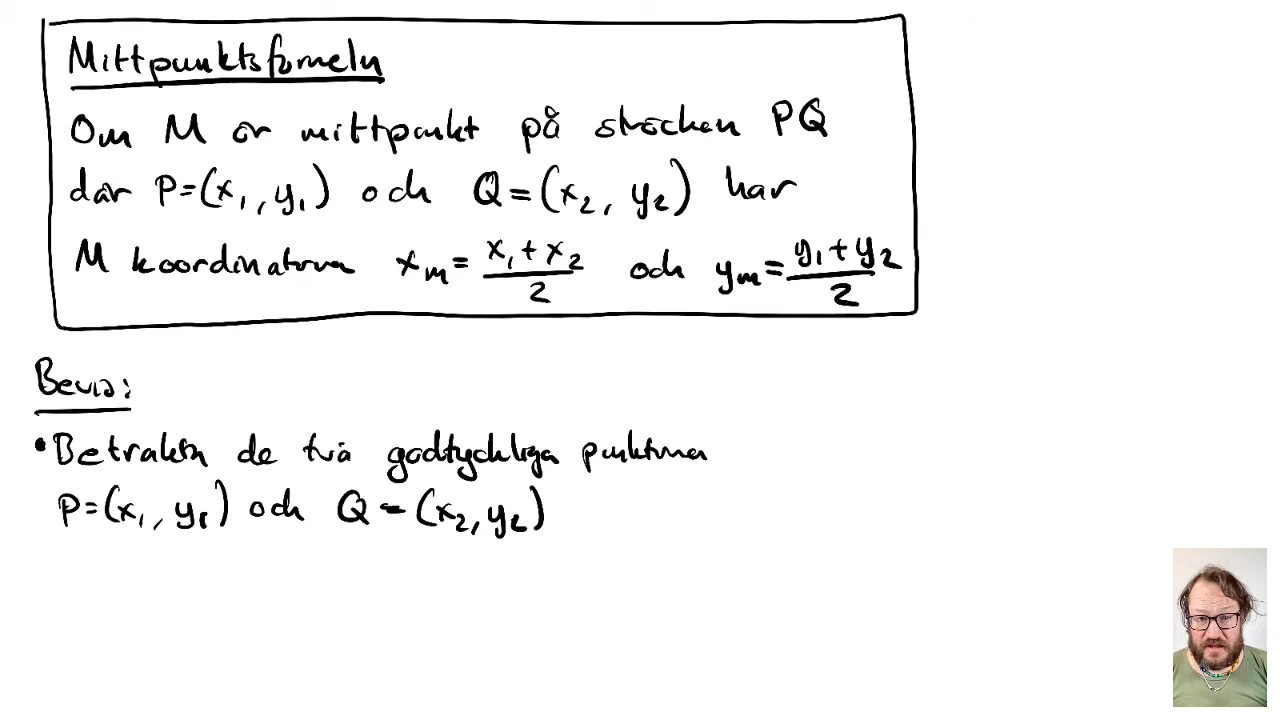 Mittpunktsformeln
Om M är mittpunkt på sträckan PQ
där P=(x₁, y₁) och Q=(x₂, y₂) har
M koordinaterna xₘ = (x₁+x₂)/2 och yₘ = (y₁+y₂)/2
Bevis:
• Betrakta de två godtyckliga punkterna
P=(x₁, y₁) och Q=(x₂, y₂)